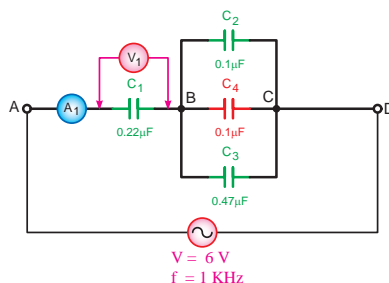 C2
0.1µF
V1
C1
0.22µF
A
A1
B
C4
0.1µF
C
D
C3
0.47µF
V = 6 V
f = 1 KHz